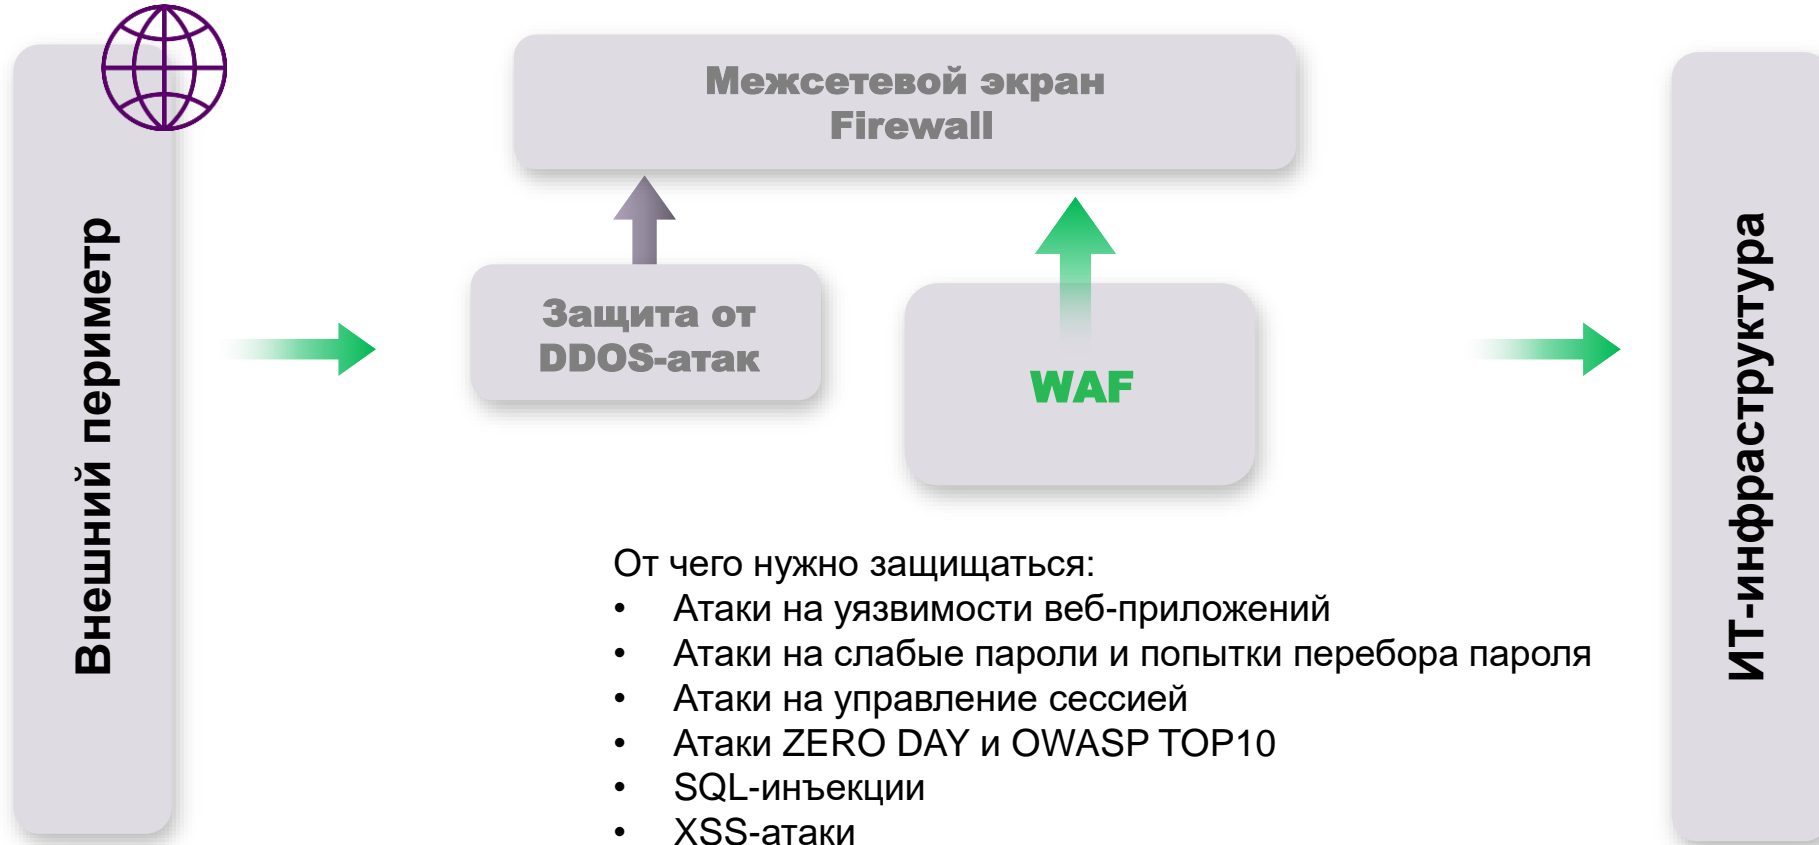 Внешний периметр
Межсетевой экран
Firewall
Защита от
DDOS-атак
WAF
ИТ-инфраструктура
От чего нужно защищаться:
• Атаки на уязвимости веб-приложений
• Атаки на слабые пароли и попытки перебора пароля
• Атаки на управление сессией
• Атаки ZERO DAY и OWASP TOP10
• SQL-инъекции
• XSS-атаки